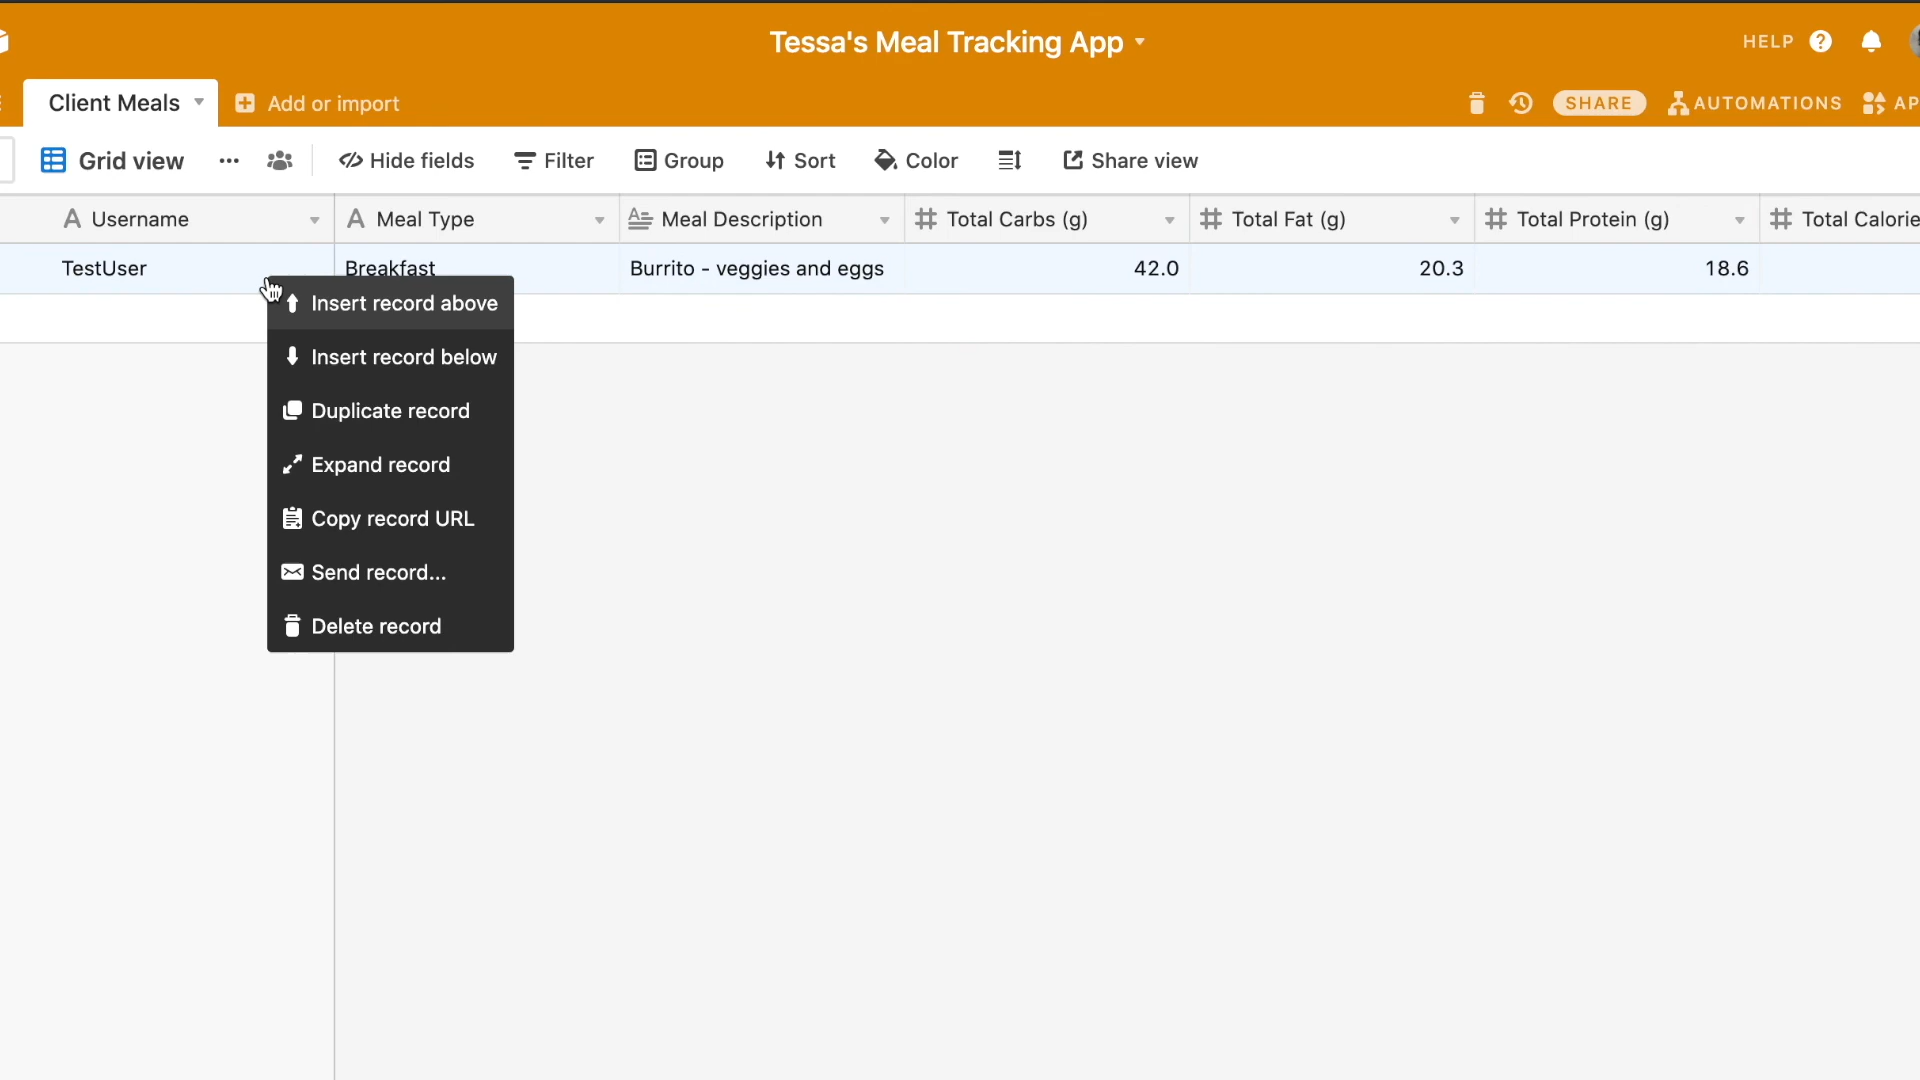 Tessa's Meal Tracking App
HELP
Client Meals
Add or import
SHARE
AUTOMATIONS
AP
Grid view
Hide fields
Filter
Group
Sort
Color
Share view
Username
Meal Type
Meal Description
Total Carbs (g)
Total Fat (g)
Total Protein (g)
Total Calorie
TestUser
Breakfast
Burrito - veggies and eggs
42.0
20.3
18.6
Insert record above
Insert record below
Duplicate record
Expand record
Copy record URL
Send record...
Delete record